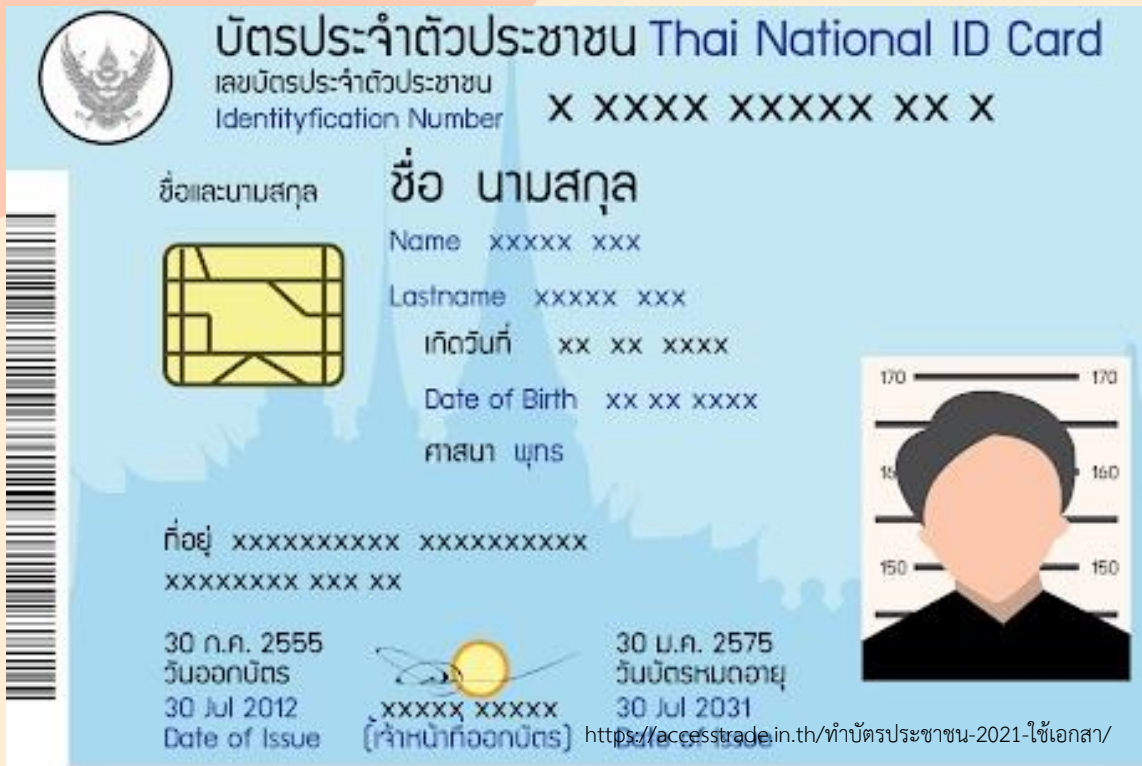 บัตรประจำตัวประชาชน Thai National ID Card
เลขบัตรประจำตัวประชาชน
Identityfication Number X XXXX XXXXX XX X
ชื่อและนามสกุล ชื่อ นามสกุล
Name xxxxx xxx
Lastname xxxxx xxx
เกิดวันที่ xx xx xxxx
Date of Birth xx xx xxxx
ศาสนา พุทธ
170 170
160
150 150
ที่อยู่ xxxxxxxxxx xxxxxxxxxx
xxxxxxxx xxx xx
30 ก.ค. 2555
วันออกบัตร
30 Jul 2012
Date of Issue
xxxxx xxxxx
(เจ้าหน้าที่ออกบัตร)
30 ม.ค. 2575
วันบัตรหมดอายุ
30 Jul 2031
Date of Issue
https://accesstrade.in.th/ทำบัตรประชาชน-2021-ใช้เอกสา/